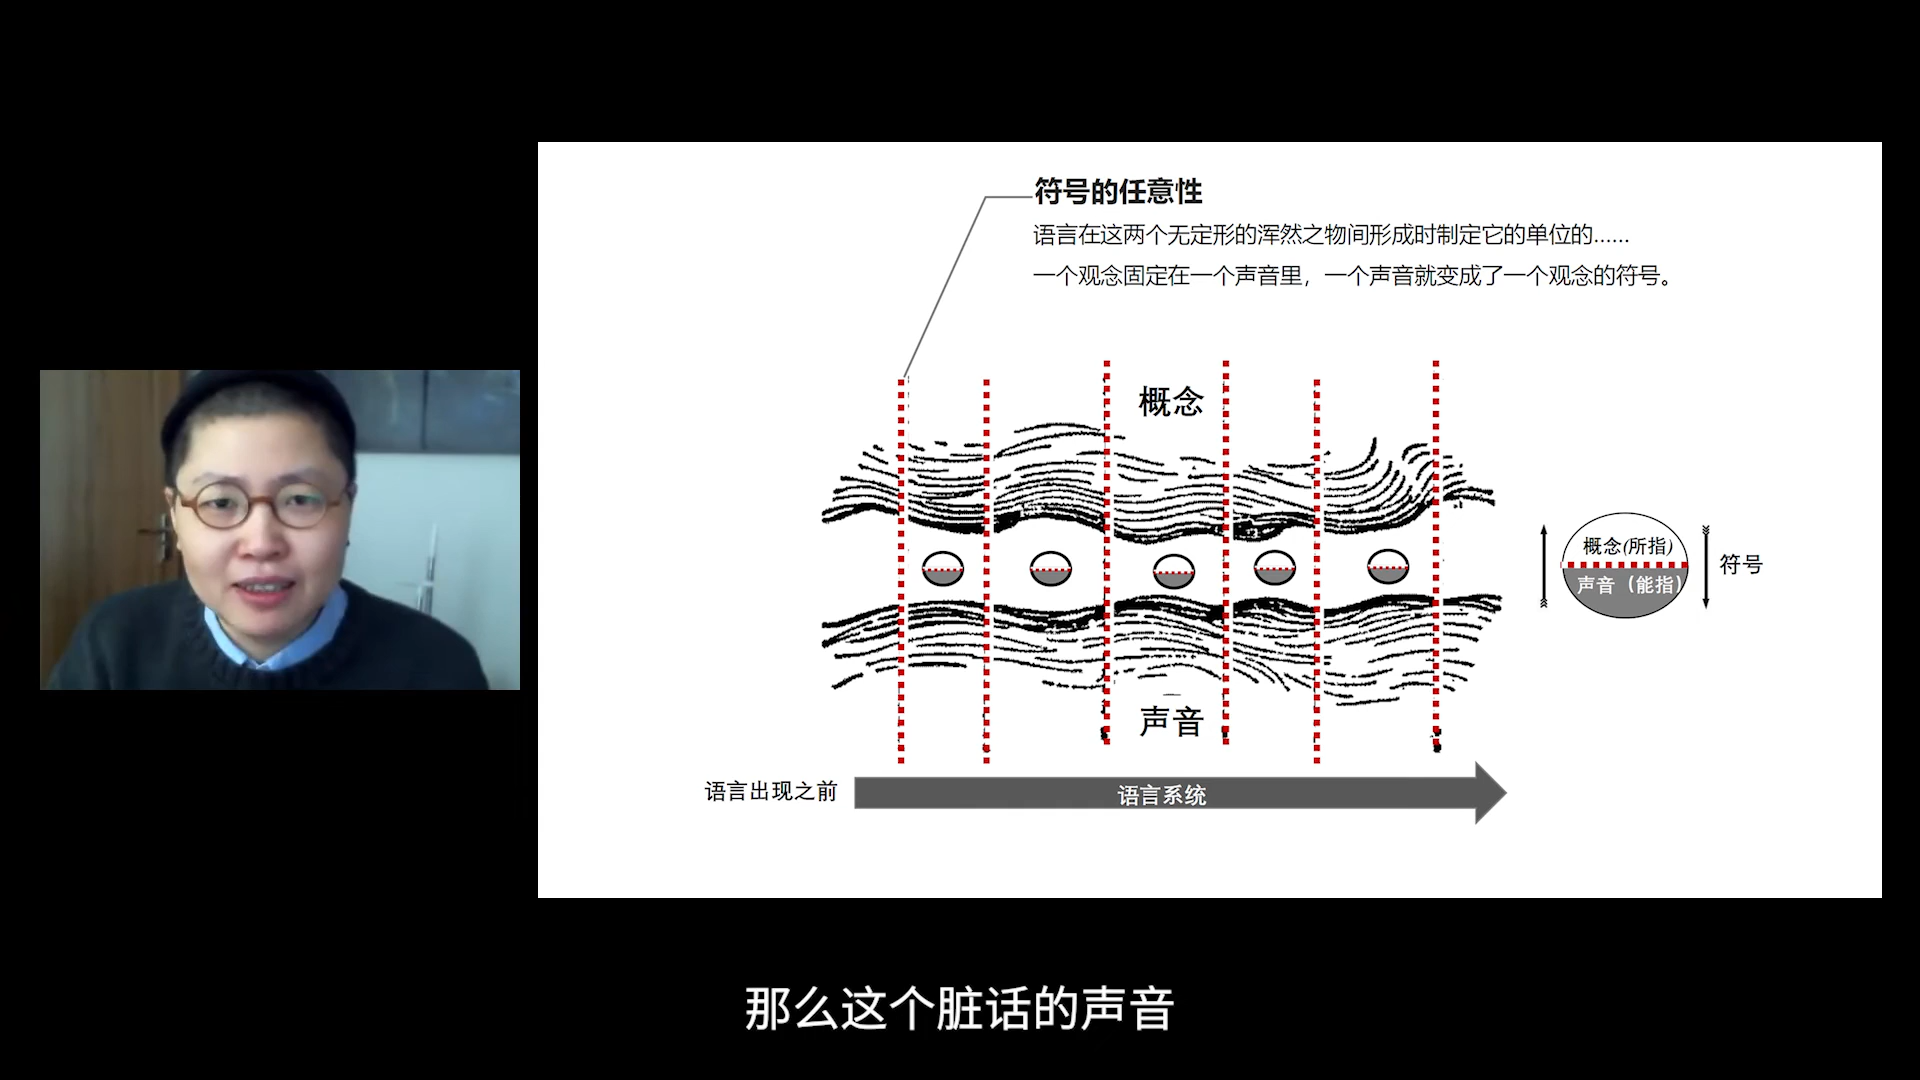 符号的任意性
语言在这两个无定形的浑然之物间形成时制定它的单位的……
一个观念固定在一个声音里，一个声音就变成了一个观念的符号。
概念
概念(所指)
声音（能指）
符号
声音
语言出现之前
语言系统
那么这个脏话的声音